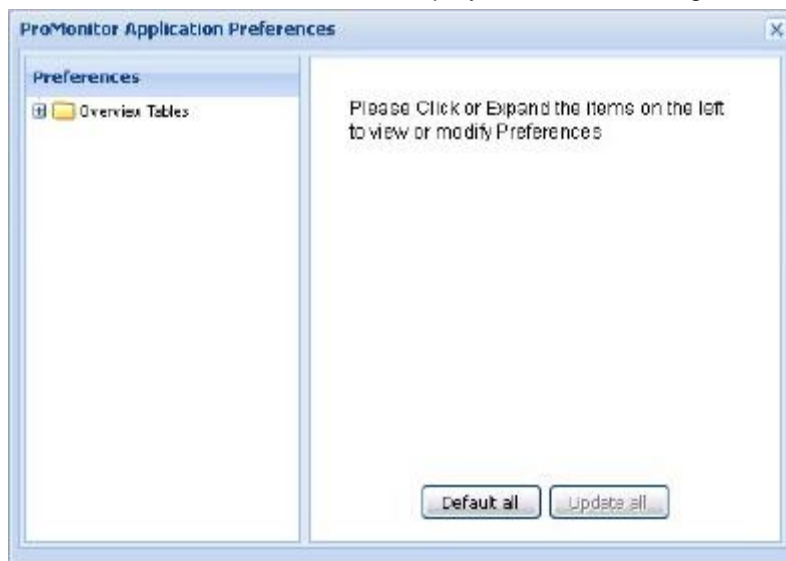 ProMonitor Application Preferences
Preferences
Overview Tables
Please Click or Expand the items on the left
to view or modify Preferences
Default all
Update all